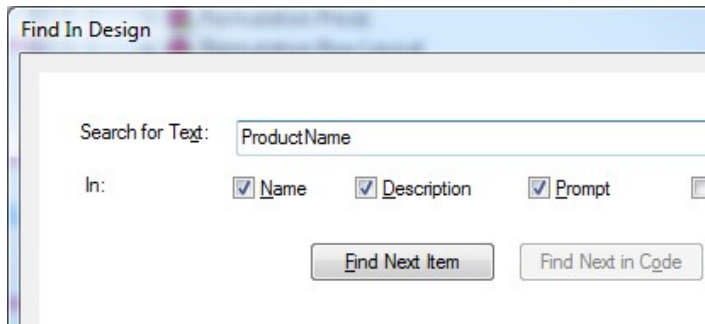 Find In Design
Search for Text: ProductName
In: Name Description Prompt
Find Next Item Find Next in Code